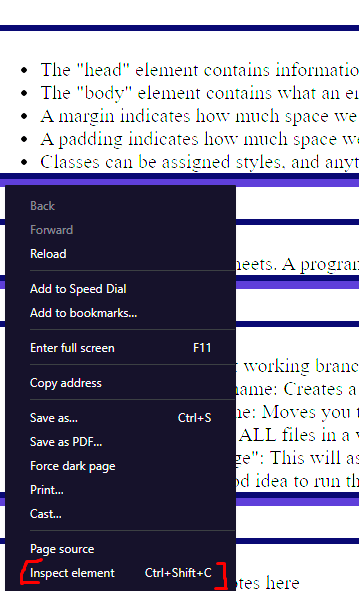 The "head" element contains informatio
The "body" element contains what an
A margin indicates how much space we
A padding indicates how much space we
Classes can be assigned styles, and anyt
Back
Forward
Reload
heets. A program
Add to Speed Dial
Add to bookmarks...
Enter full screen F11
working branc
Copy address
name: Creates a
Save as... Ctrl+S
ne: Moves you t
Save as PDF...
ALL files in a
Force dark page
ge": This will as
Print...
od idea to run th
Cast...
Page source
Inspect element Ctrl+Shift+C
otes here